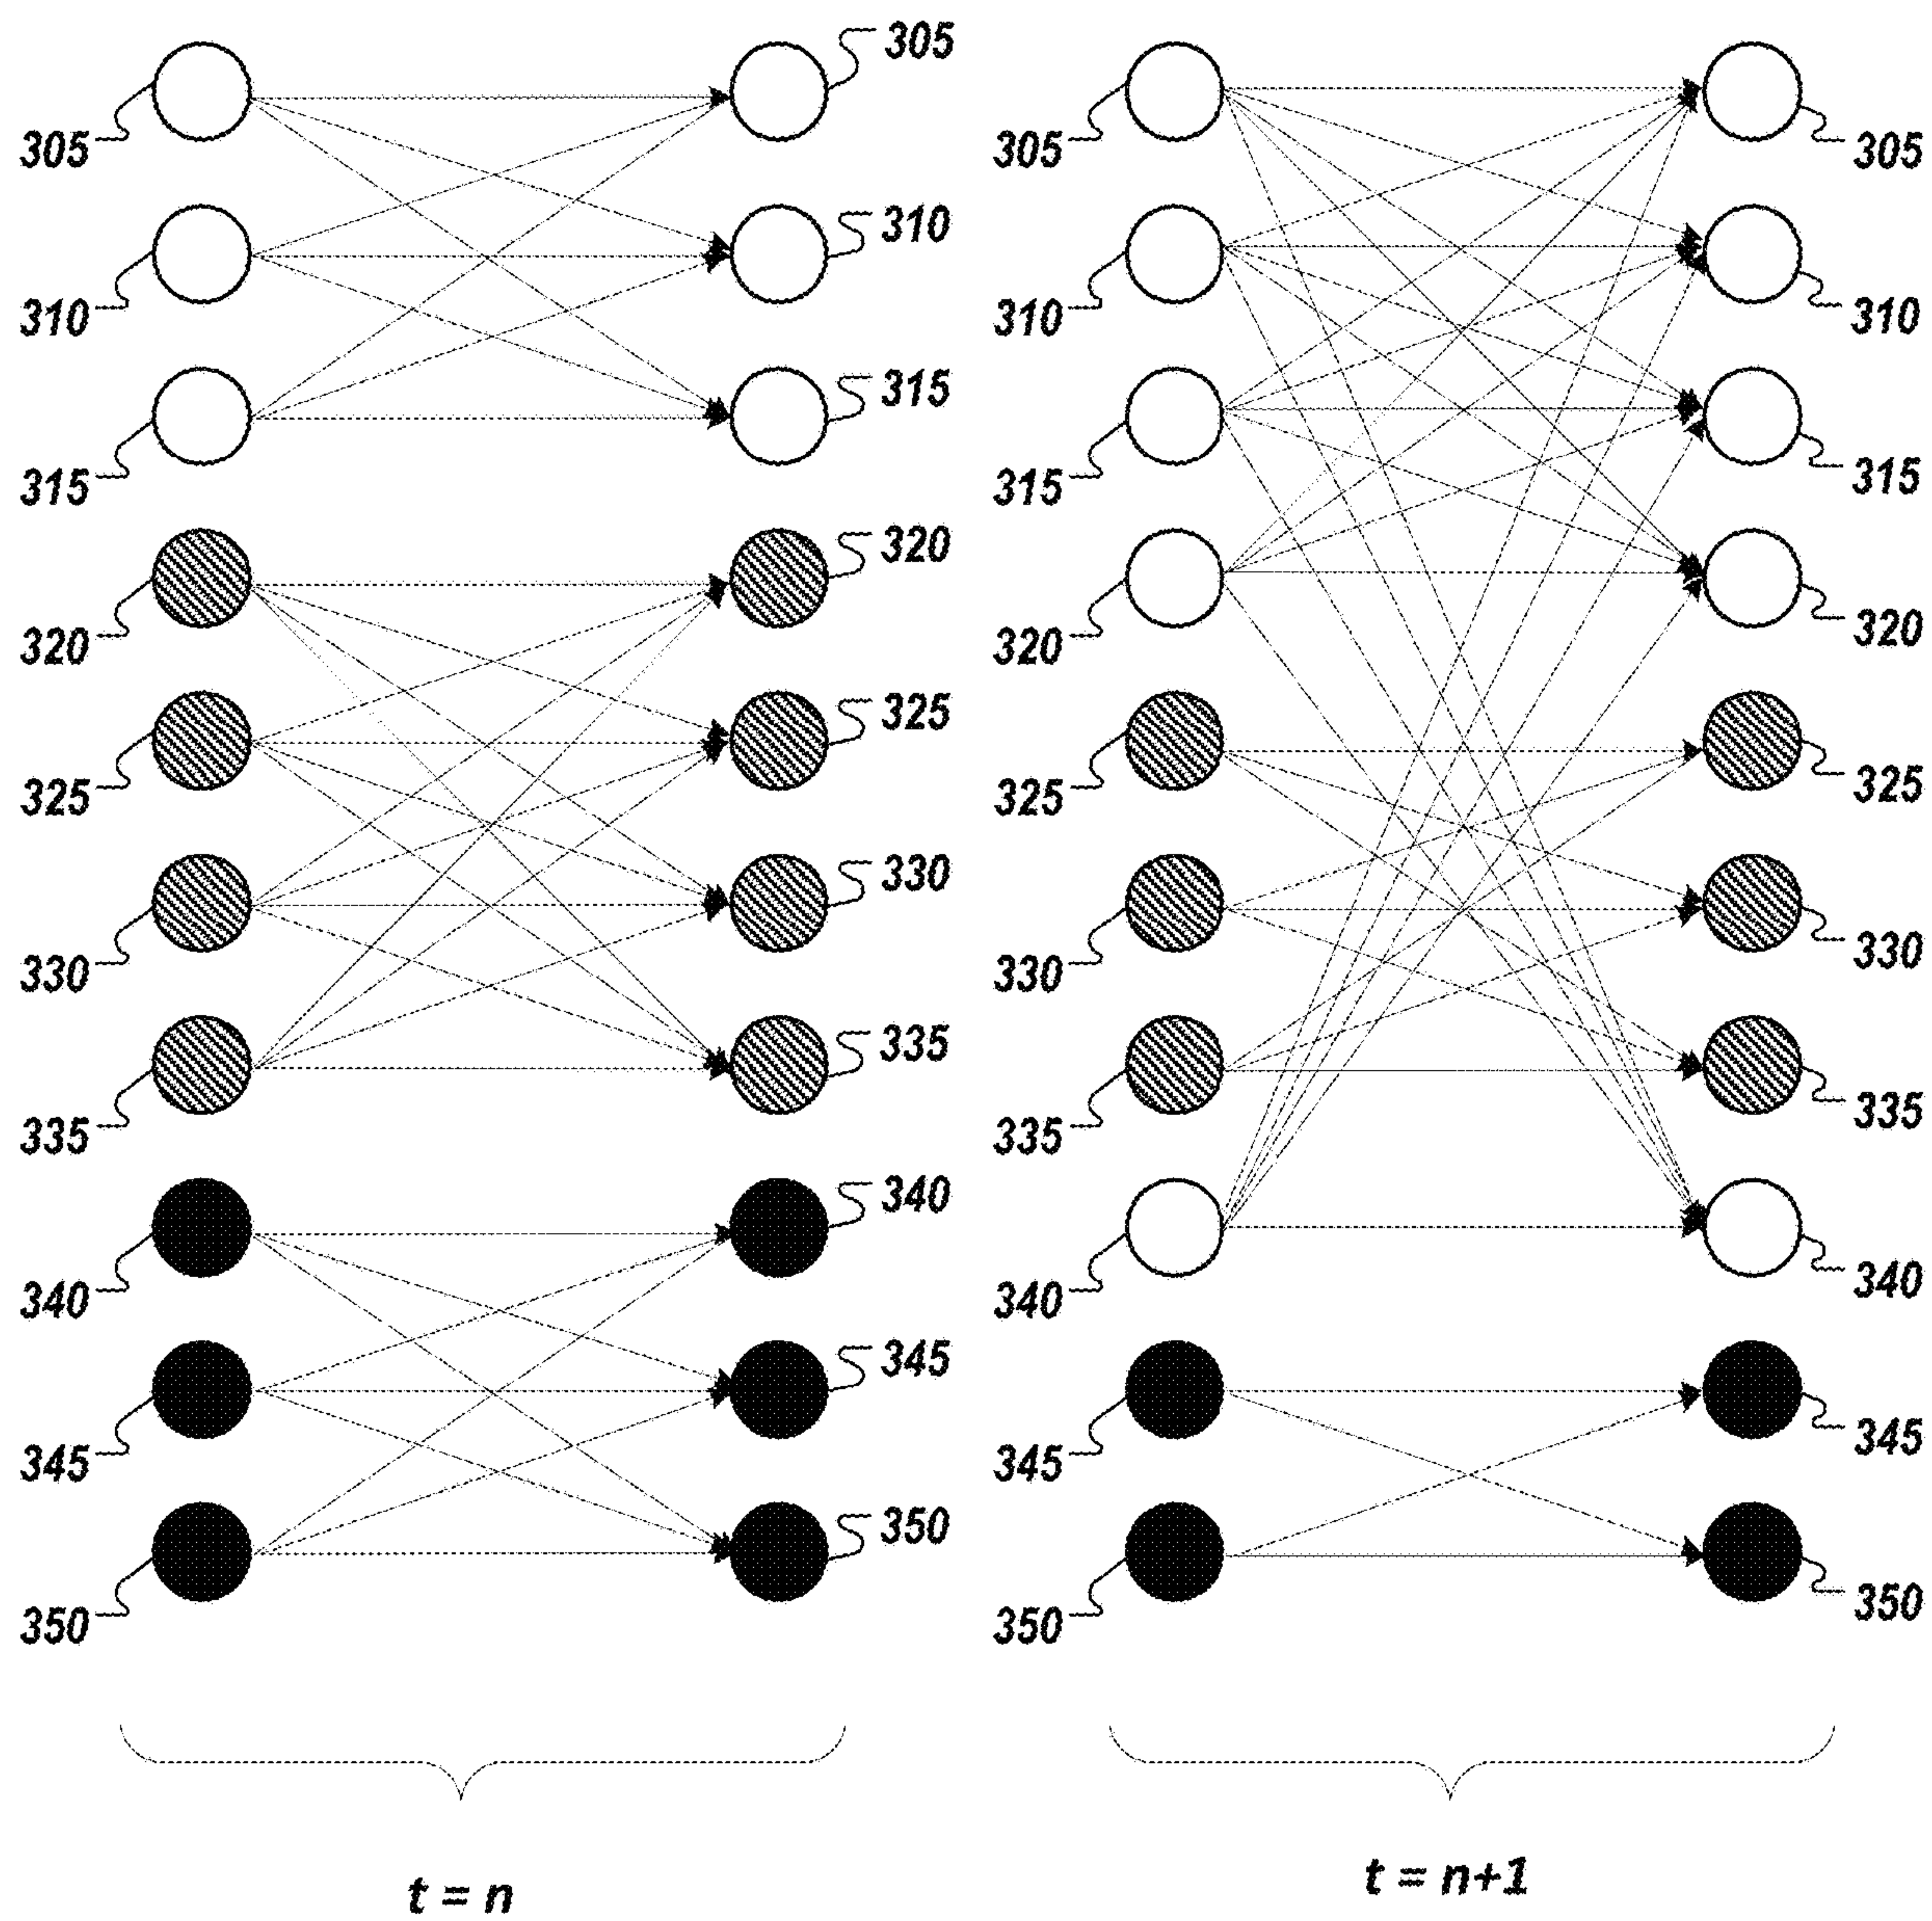 305 305 305 305
310 310 310 310
315 315 315 315
320 320 320 320
325 325 325 325
330 330 330 330
335 335 335 335
340 340 340 340
345 345 345 345
350 350 350 350
t = n
t = n+1